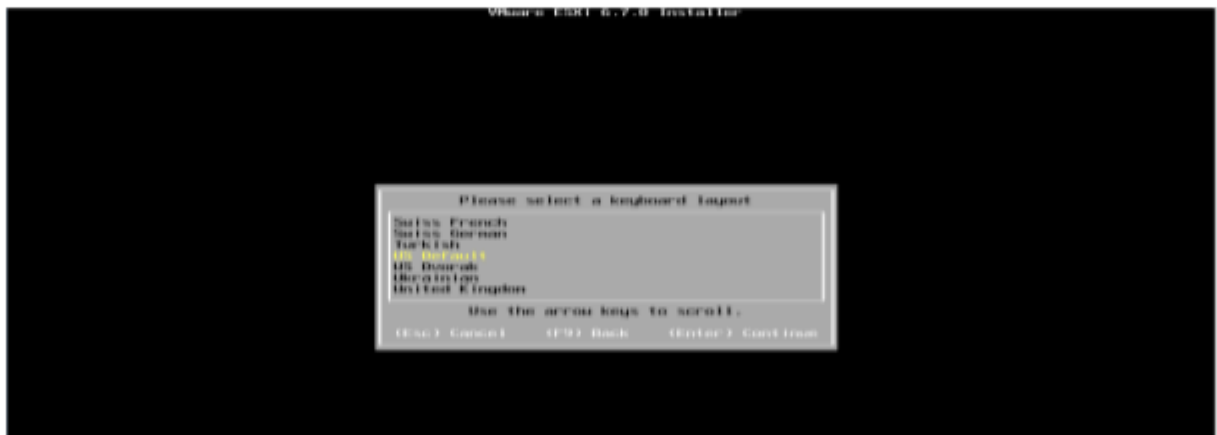 VMware ESXi 6.7.0 Installer
Please select a keyboard layout
Swiss French
Swiss German
Turkish
US Default
US Dvorak
Ukrainian
United Kingdom
Use the arrow keys to scroll.
(Esc) Cancel (F9) Back (Enter) Continue